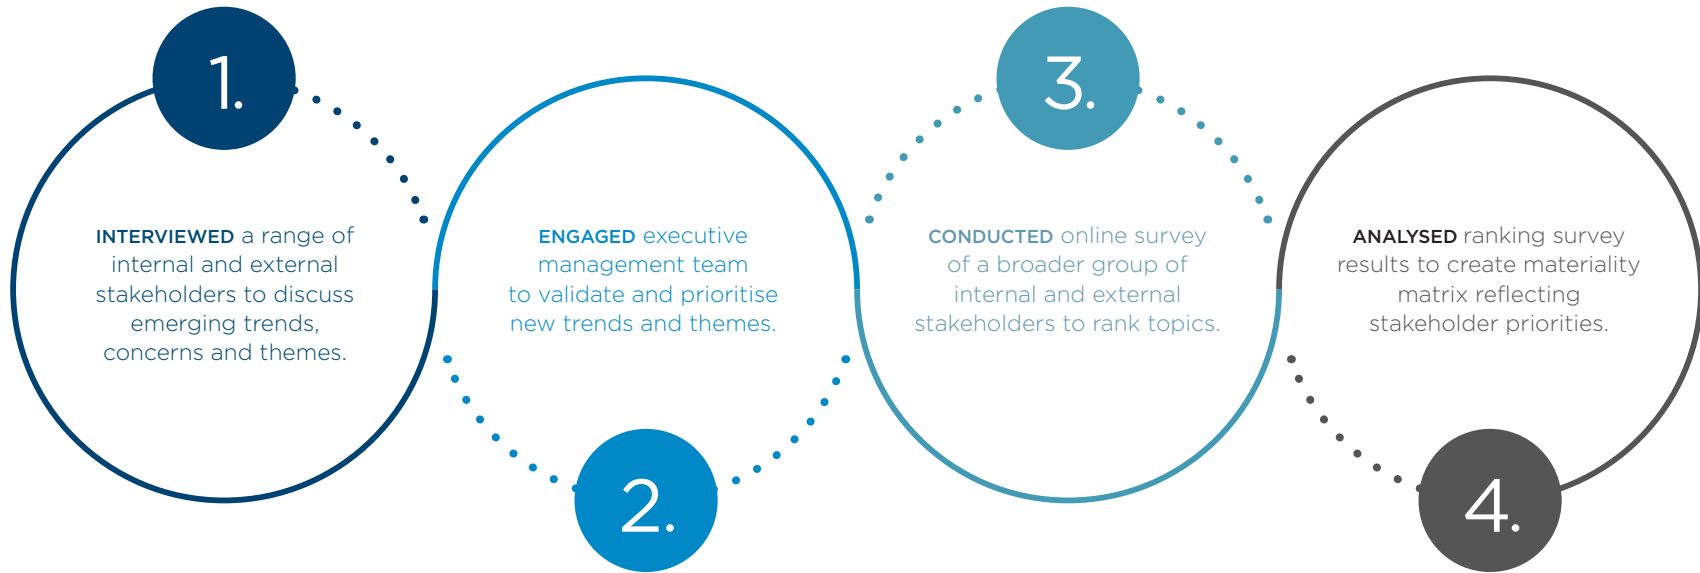 1.
INTERVIEWED a range of
internal and external
stakeholders to discuss
emerging trends,
concerns and themes.
2.
ENGAGED executive
management team
to validate and prioritise
new trends and themes.
3.
CONDUCTED online survey
of a broader group of
internal and external
stakeholders to rank topics.
4.
ANALYSED ranking survey
results to create materiality
matrix reflecting
stakeholder priorities.